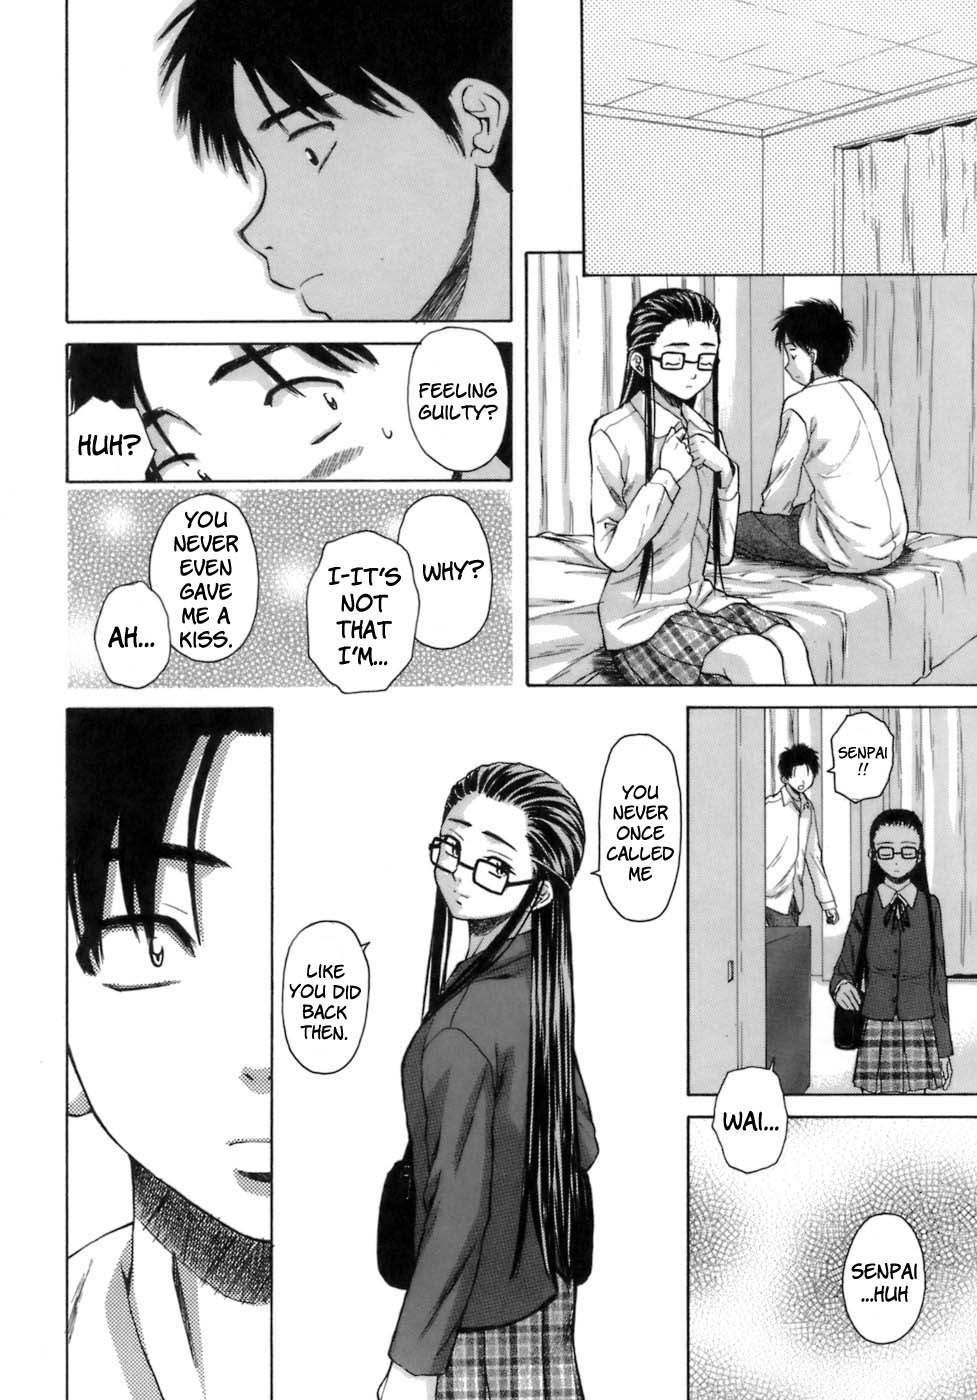 FEELING
GUILTY?
HUH?
WHY?
I-IT'S
NOT
THAT
I'M...
YOU
NEVER
EVEN
GAVE
ME A
KISS.
AH...
SENPAI
!!
WAI...
SENPAI
...HUH
YOU
NEVER
ONCE
CALLED
ME
LIKE
YOU DID
BACK
THEN.